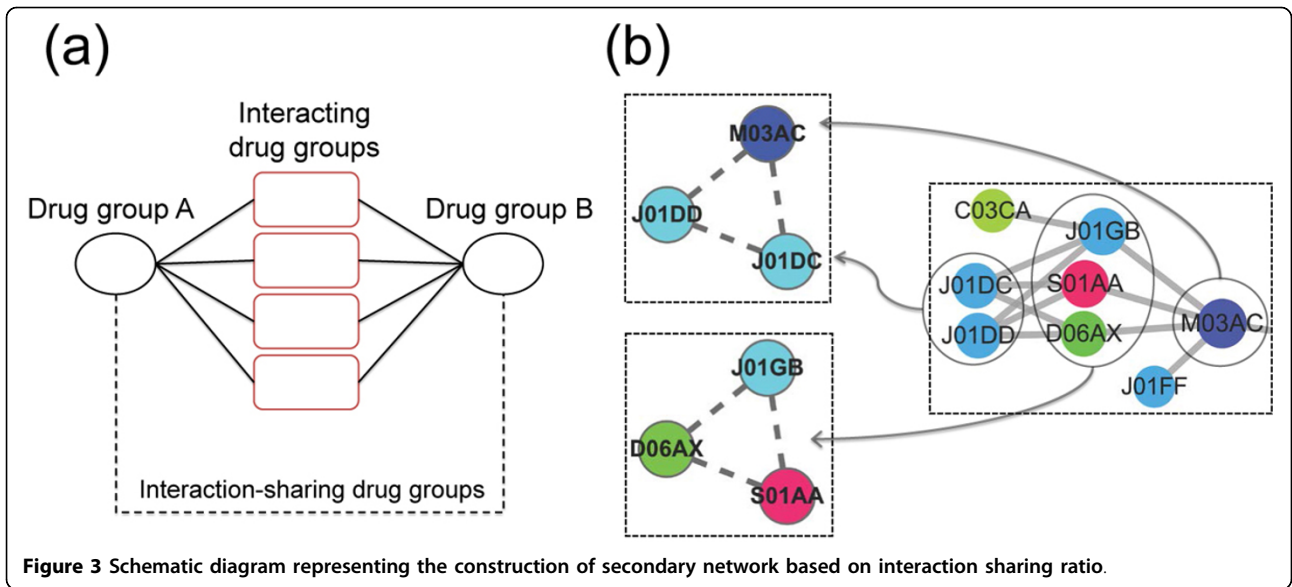 (a)
Interacting
drug groups
Drug group A
Drug group B
Interaction-sharing drug groups
(b)
M03AC
J01DD
J01DC
J01GB
D06AX
S01AA
C03CA
J01GB
J01DC
S01AA
J01DD
D06AX
M03AC
J01FF
Figure 3 Schematic diagram representing the construction of secondary network based on interaction sharing ratio.